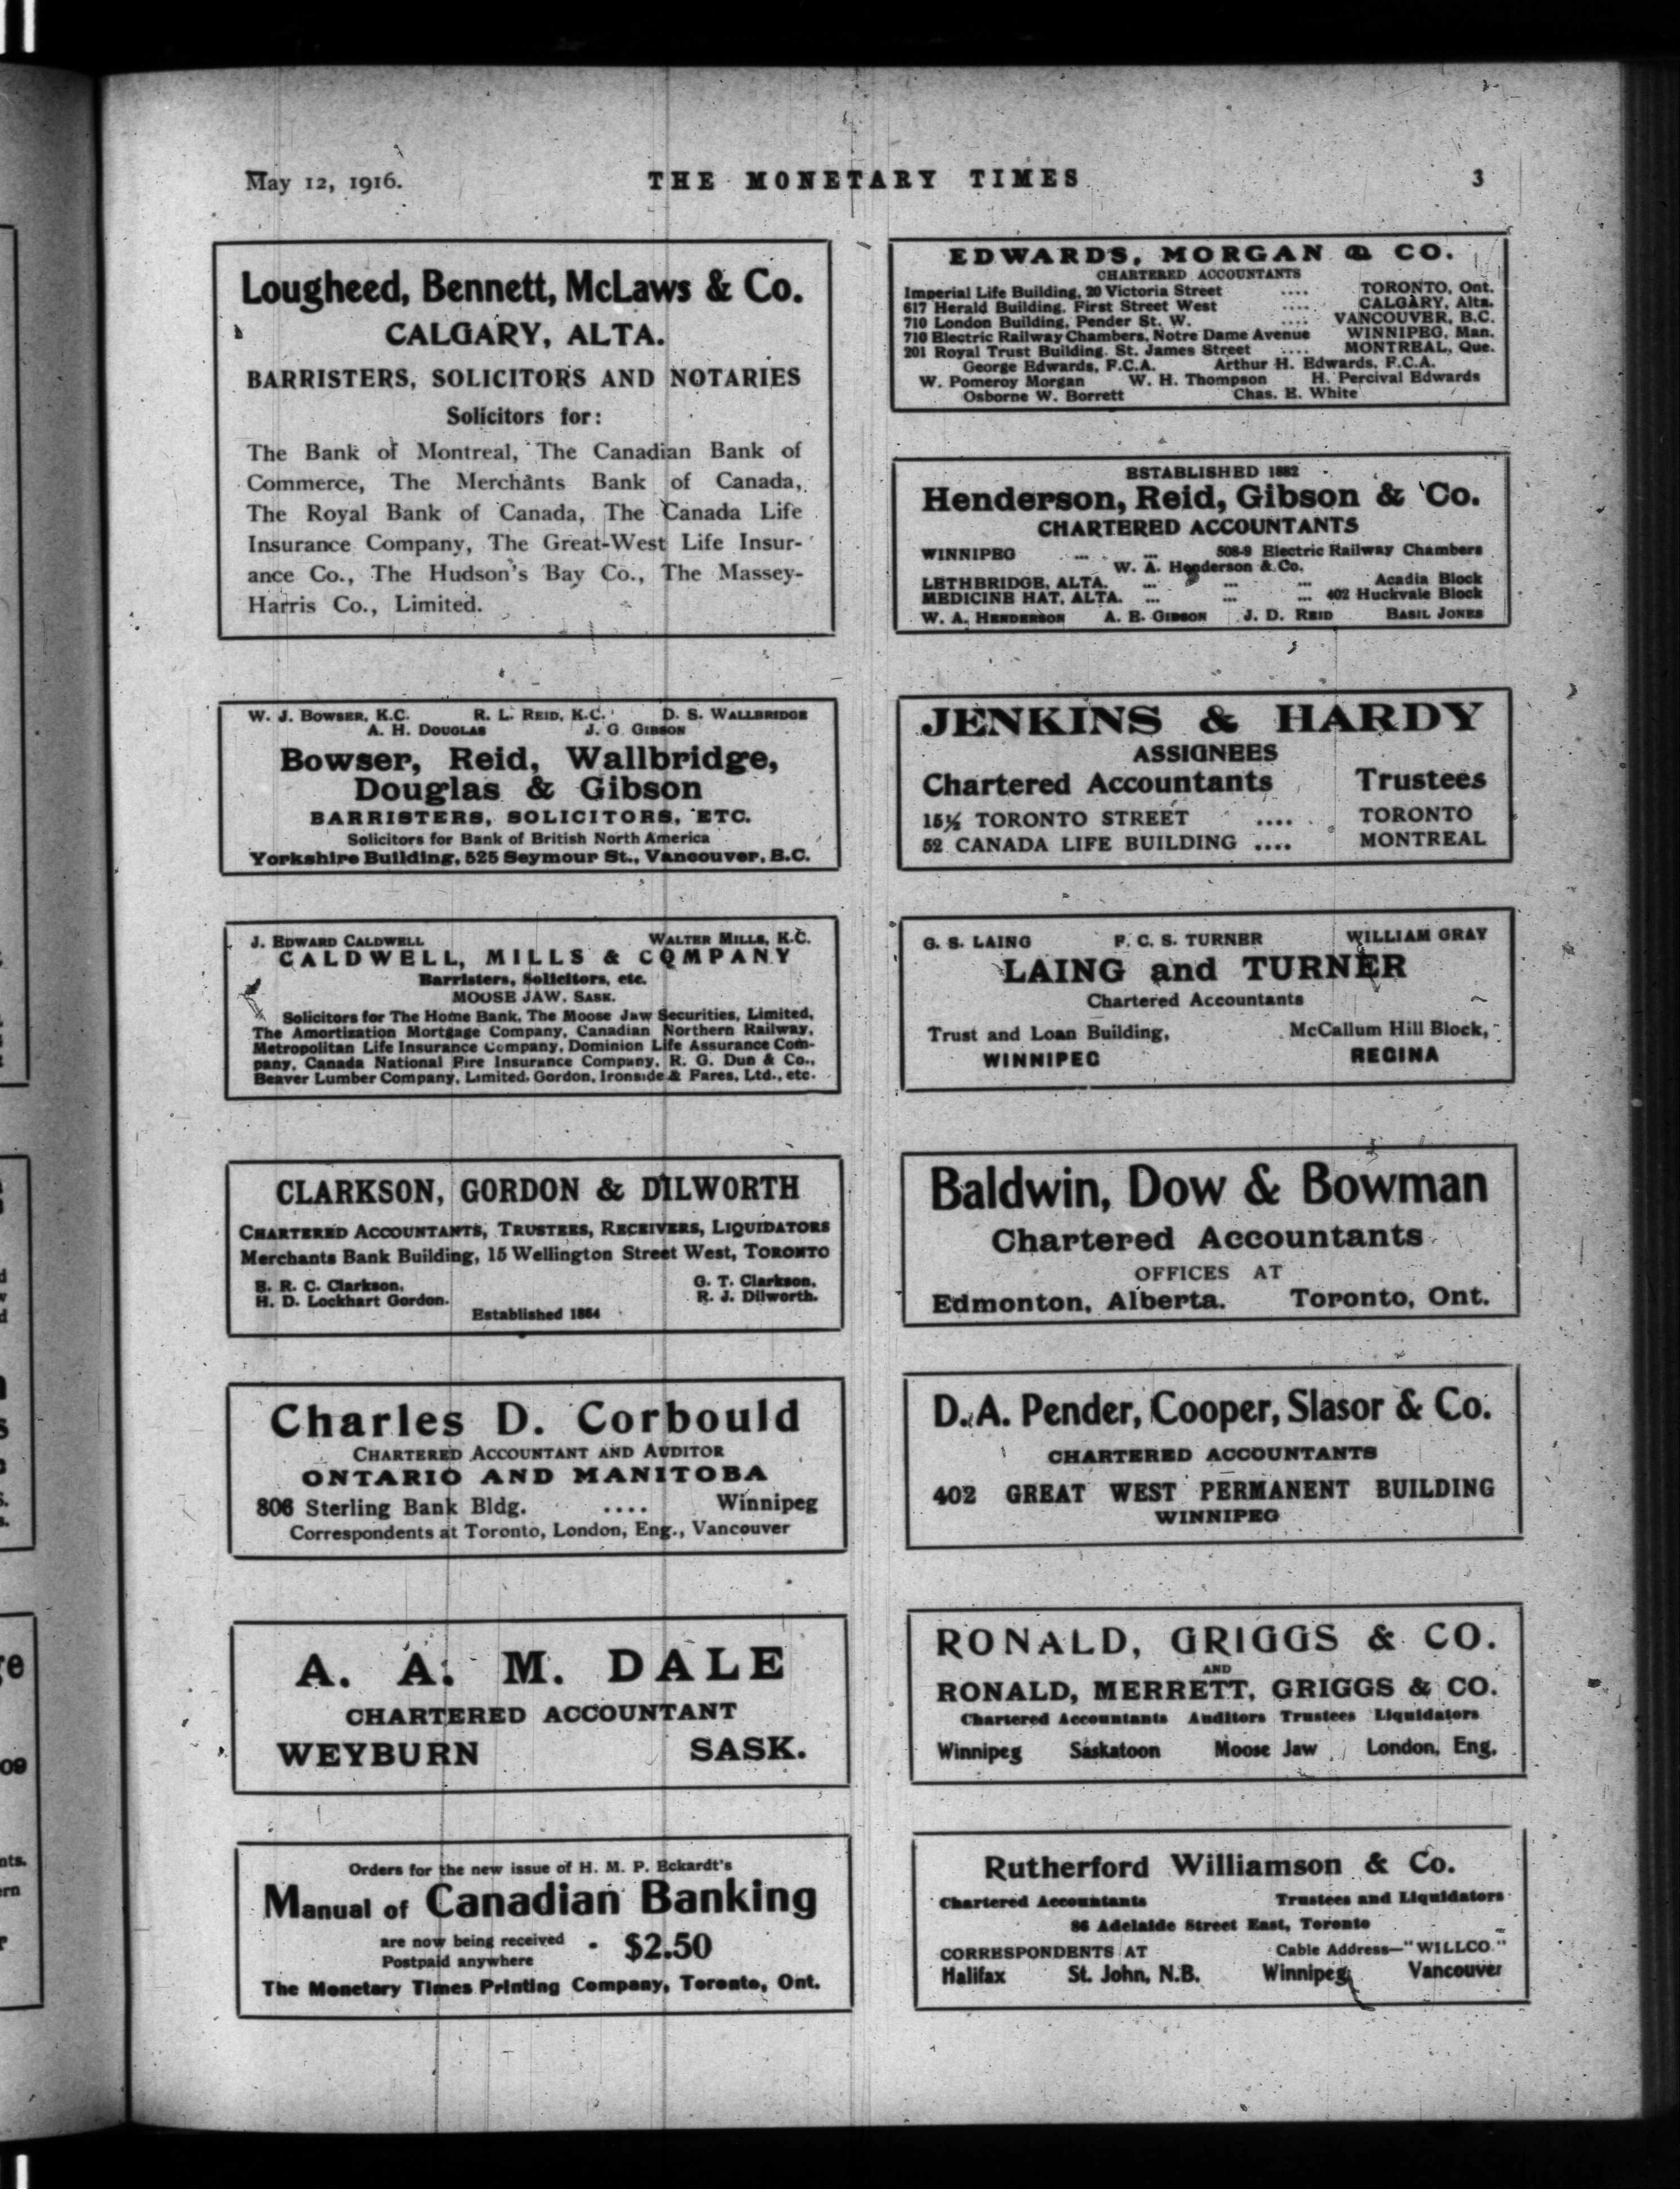 May 12, 1916.
THE MONETARY TIMES
3
Lougheed, Bennett, McLaws & Co.
CALGARY, ALTA.
BARRISTERS, SOLICITORS AND NOTARIES
Solicitors for:
The Bank of Montreal, The Canadian Bank of
Commerce, The Merchants Bank of Canada,
The Royal Bank of Canada, The Canada Life
Insurance Company, The Great-West Life Insur-
ance Co., The Hudson's Bay Co., The Massey-
Harris Co., Limited.
W. J. BOWSER, K.C. R. L. REID, K.C. D. S. WALLBRIDGE
A. H. DOUGLAS J. G. GIBSON
Bowser, Reid, Wallbridge,
Douglas & Gibson
BARRISTERS, SOLICITORS, ETC.
Solicitors for Bank of British North America
Yorkshire Building, 525 Seymour St., Vancouver, B.C.
J. EDWARD CALDWELL WALTER MILLS, K.C.
CALDWELL, MILLS & COMPANY
Barristers, Solicitors, etc.
MOOSE JAW, SASK.
Solicitors for The Home Bank, The Moose Jaw Securities, Limited,
The Amortization Mortgage Company, Canadian Northern Railway,
Metropolitan Life Insurance Company, Dominion Life Assurance Com-
pany, Canada National Fire Insurance Company, R. G. Dun & Co.,
Beaver Lumber Company, Limited, Gordon, Ironside & Fares, Ltd., etc.
CLARKSON, GORDON & DILWORTH
CHARTERED ACCOUNTANTS, TRUSTEES, RECEIVERS, LIQUIDATORS
Merchants Bank Building, 15 Wellington Street West, TORONTO
E. R. C. Clarkson, G. T. Clarkson,
H. D. Lockhart Gordon. R. J. Dilworth.
Established 1864
Charles D. Corbould
CHARTERED ACCOUNTANT AND AUDITOR
ONTARIO AND MANITOBA
806 Sterling Bank Bldg. .... Winnipeg
Correspondents at Toronto, London, Eng., Vancouver
A. A. M. DALE
CHARTERED ACCOUNTANT
WEYBURN SASK.
Orders for the new issue of H. M. P. Eckardt's
Manual of Canadian Banking
are now being received - $2.50
Postpaid anywhere
The Monetary Times Printing Company, Toronto, Ont.
EDWARDS, MORGAN & CO.
CHARTERED ACCOUNTANTS
Imperial Life Building, 20 Victoria Street .... TORONTO, Ont.
617 Herald Building, First Street West .... CALGARY, Alta.
710 London Building, Pender St. W. .... VANCOUVER, B.C.
710 Electric Railway Chambers, Notre Dame Avenue WINNIPEG, Man.
201 Royal Trust Building, St. James Street .... MONTREAL, Que.
George Edwards, F.C.A. Arthur H. Edwards, F.C.A.
W. Pomeroy Morgan W. H. Thompson H. Percival Edwards
Osborne W. Borrett Chas. E. White
ESTABLISHED 1882
Henderson, Reid, Gibson & Co.
CHARTERED ACCOUNTANTS
WINNIPEG ... ... 508-9 Electric Railway Chambers
W. A. Henderson & Co.
LETHBRIDGE, ALTA. ... ... ... Acadia Block
MEDICINE HAT, ALTA. ... ... ... 402 Huckvale Block
W. A. HENDERSON A. E. GIBSON J. D. REID BASIL JONES
JENKINS & HARDY
ASSIGNEES
Chartered Accountants Trustees
15½ TORONTO STREET .... TORONTO
52 CANADA LIFE BUILDING .... MONTREAL
G. S. LAING F. C. S. TURNER WILLIAM GRAY
LAING and TURNER
Chartered Accountants
Trust and Loan Building, McCallum Hill Block,
WINNIPEG REGINA
Baldwin, Dow & Bowman
Chartered Accountants
OFFICES AT
Edmonton, Alberta. Toronto, Ont.
D. A. Pender, Cooper, Slasor & Co.
CHARTERED ACCOUNTANTS
402 GREAT WEST PERMANENT BUILDING
WINNIPEG
RONALD, GRIGGS & CO.
AND
RONALD, MERRETT, GRIGGS & CO.
Chartered Accountants Auditors Trustees Liquidators
Winnipeg Saskatoon Moose Jaw London, Eng.
Rutherford Williamson & Co.
Chartered Accountants Trustees and Liquidators
86 Adelaide Street East, Toronto
CORRESPONDENTS AT Cable Address—"WILLCO."
Halifax St. John, N.B. Winnipeg Vancouver